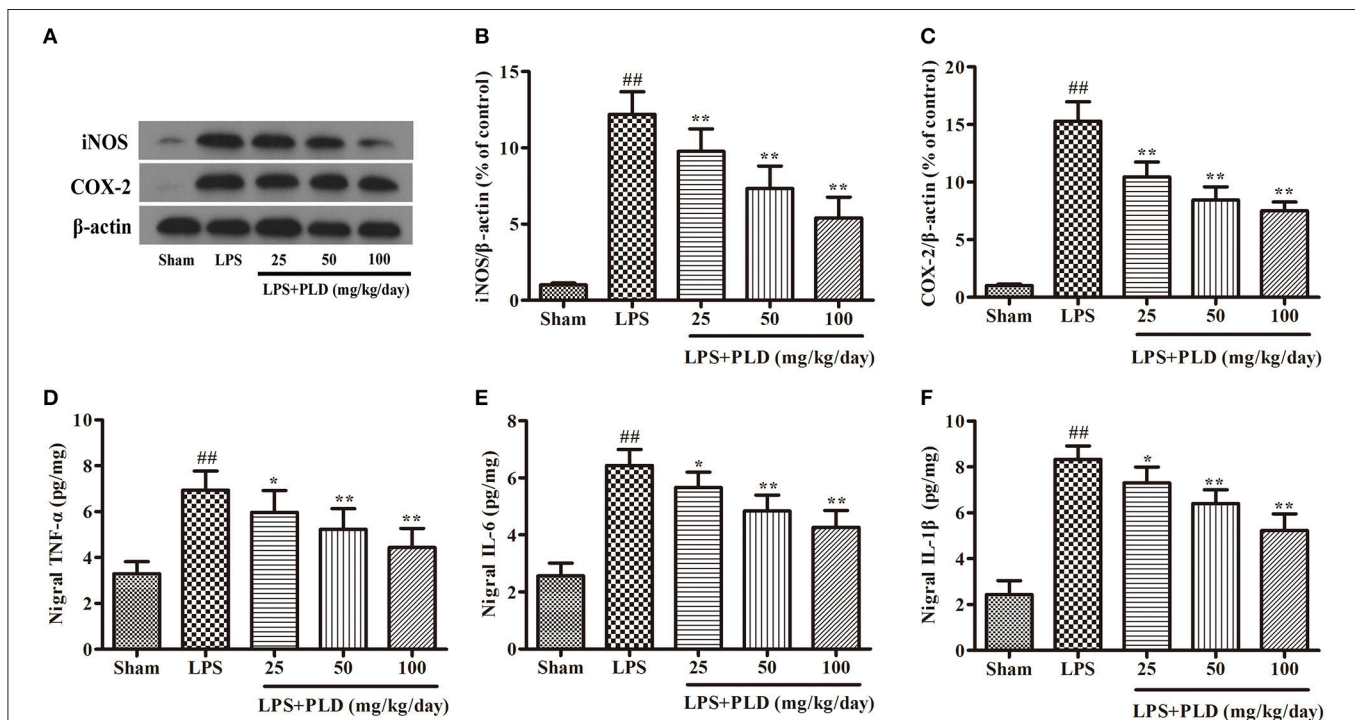 A
iNOS
COX-2
β-actin
Sham LPS 25 50 100
LPS+PLD (mg/kg/day)
B
iNOS/β-actin (% of control)
15
10
5
0
##
**
**
**
Sham LPS 25 50 100
LPS+PLD (mg/kg/day)
C
COX-2/β-actin (% of control)
20
15
10
5
0
##
**
**
**
Sham LPS 25 50 100
LPS+PLD (mg/kg/day)
D
Nigral TNF-α (pg/mg)
10
8
6
4
2
0
##
*
**
**
Sham LPS 25 50 100
LPS+PLD (mg/kg/day)
E
Nigral IL-6 (pg/mg)
8
6
4
2
0
##
*
**
**
Sham LPS 25 50 100
LPS+PLD (mg/kg/day)
F
Nigral IL-1β (pg/mg)
10
8
6
4
2
0
##
*
**
**
Sham LPS 25 50 100
LPS+PLD (mg/kg/day)